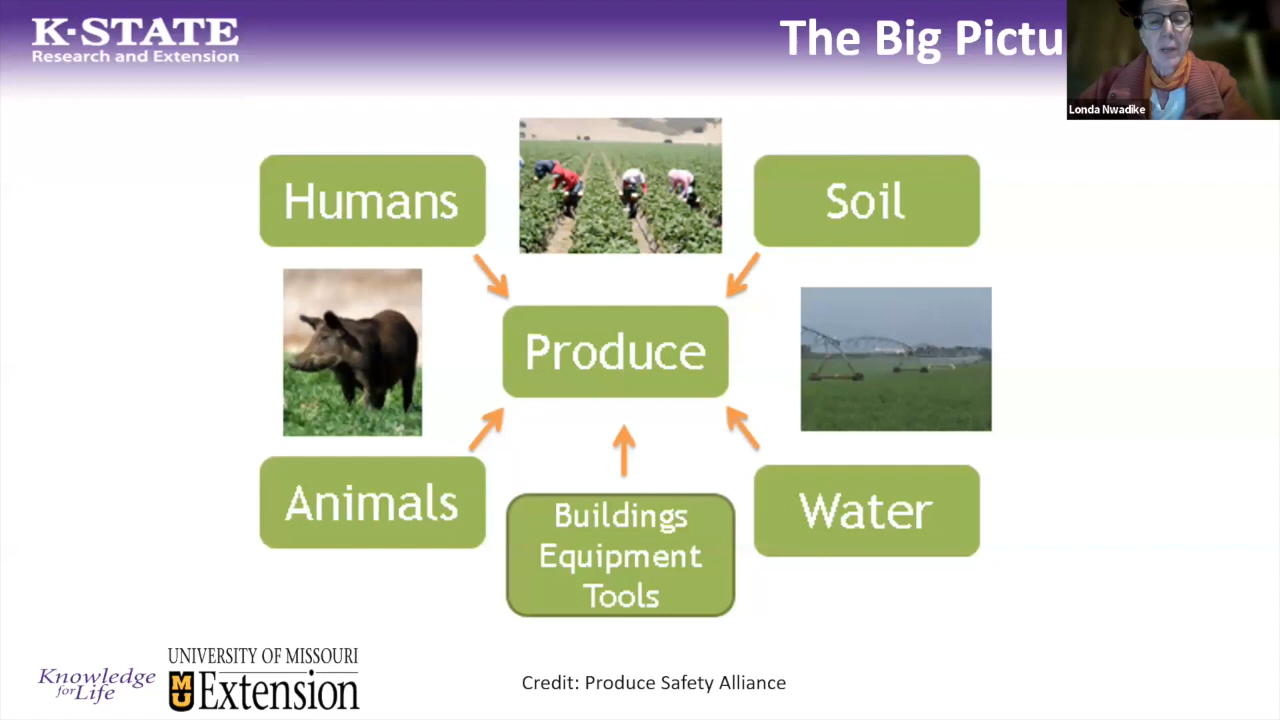 K-STATE
Research and Extension
The Big Pictu
Londa Nwadike
Humans
Soil
Produce
Animals
Buildings
Equipment
Tools
Water
Knowledge
for Life
UNIVERSITY OF MISSOURI
MU Extension
Credit: Produce Safety Alliance